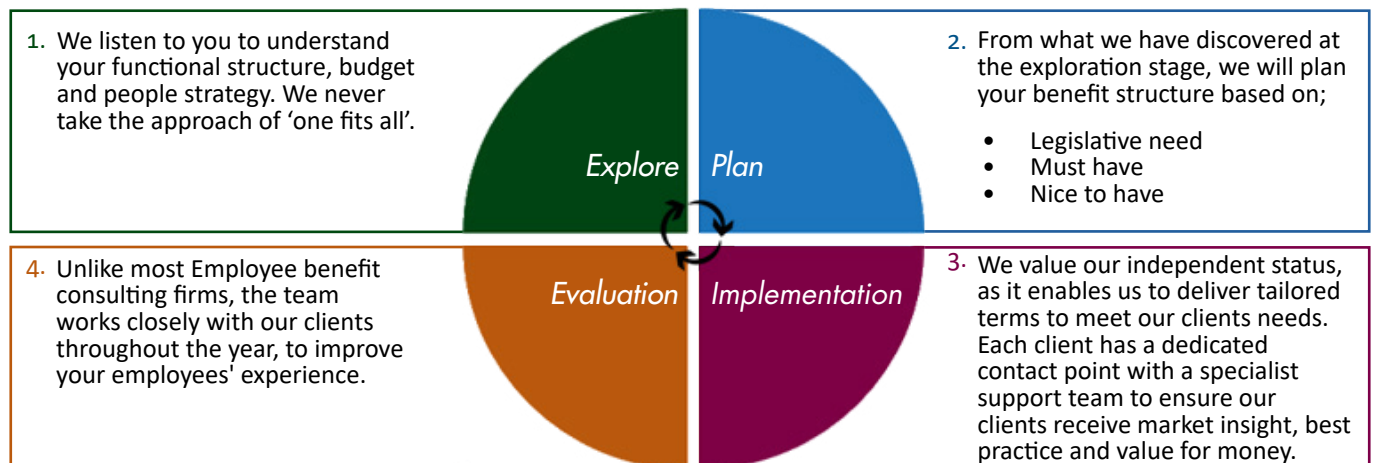 1. We listen to you to understand
your functional structure, budget
and people strategy. We never
take the approach of ‘one fits all’.
Explore
Plan
2. From what we have discovered at
the exploration stage, we will plan
your benefit structure based on;
• Legislative need
• Must have
• Nice to have
4. Unlike most Employee benefit
consulting firms, the team
works closely with our clients
throughout the year, to improve
your employees' experience.
Evaluation
Implementation
3. We value our independent status,
as it enables us to deliver tailored
terms to meet our clients needs.
Each client has a dedicated
contact point with a specialist
support team to ensure our
clients receive market insight, best
practice and value for money.